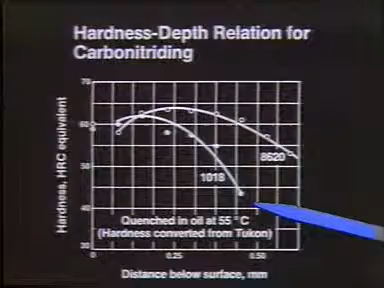 Hardness-Depth Relation for
Carbonitriding
70
60
50
40
30
Hardness, HRC equivalent
8620
1018
Quenched in oil at 55 °C
(Hardness converted from Tukon)
0
0.25
0.50
Distance below surface, mm